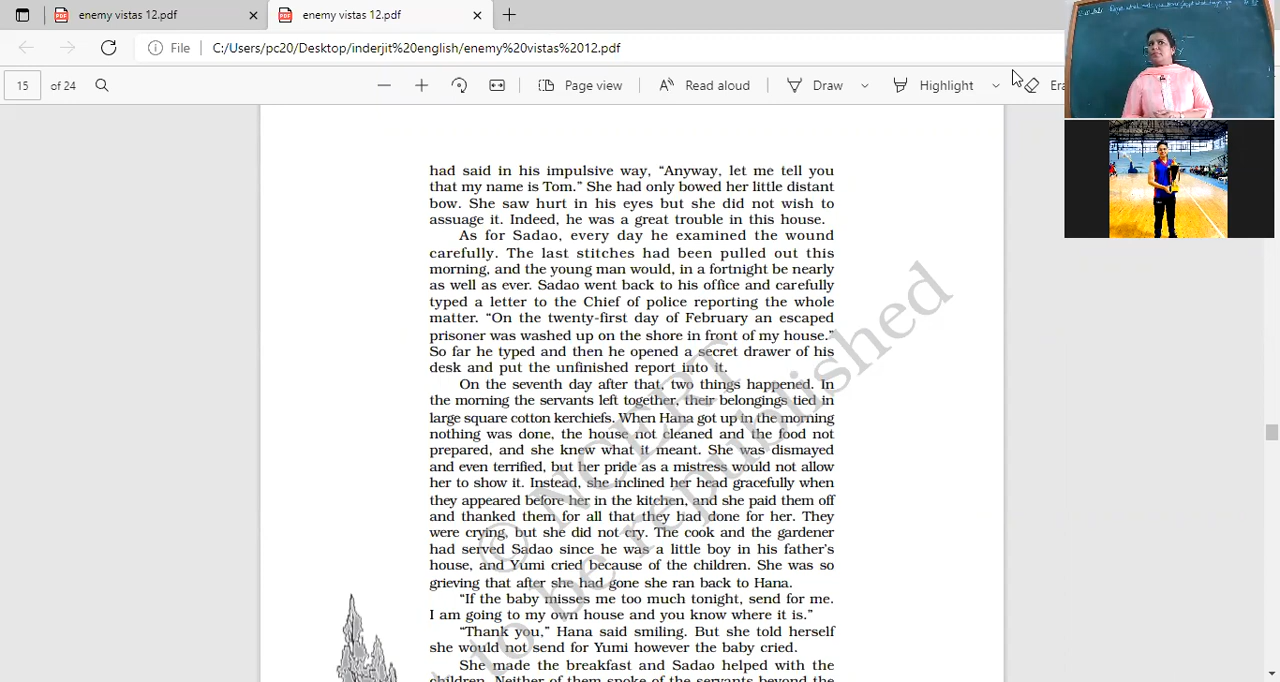 enemy vistas 12.pdf
enemy vistas 12.pdf
File
C:/Users/pc20/Desktop/inderjit%20english/enemy%20vistas%2012.pdf
15 of 24
Page view
Read aloud
Draw
Highlight
Era
had said in his impulsive way, “Anyway, let me tell you
that my name is Tom.” She had only bowed her little distant
bow. She saw hurt in his eyes but she did not wish to
assuage it. Indeed, he was a great trouble in this house.
As for Sadao, every day he examined the wound
carefully. The last stitches had been pulled out this
morning, and the young man would, in a fortnight be nearly
as well as ever. Sadao went back to his office and carefully
typed a letter to the Chief of police reporting the whole
matter. “On the twenty-first day of February an escaped
prisoner was washed up on the shore in front of my house.”
So far he typed and then he opened a secret drawer of his
desk and put the unfinished report into it.
On the seventh day after that, two things happened. In
the morning the servants left together, their belongings tied in
large square cotton kerchiefs. When Hana got up in the morning
nothing was done, the house not cleaned and the food not
prepared, and she knew what it meant. She was dismayed
and even terrified, but her pride as a mistress would not allow
her to show it. Instead, she inclined her head gracefully when
they appeared before her in the kitchen, and she paid them off
and thanked them for all that they had done for her. They
were crying, but she did not cry. The cook and the gardener
had served Sadao since he was a little boy in his father’s
house, and Yumi cried because of the children. She was so
grieving that after she had gone she ran back to Hana.
“If the baby misses me too much tonight, send for me.
I am going to my own house and you know where it is.”
“Thank you,” Hana said smiling. But she told herself
she would not send for Yumi however the baby cried.
She made the breakfast and Sadao helped with the
children. Neither of them spoke of the servants beyond the
© NCERT
to be republished